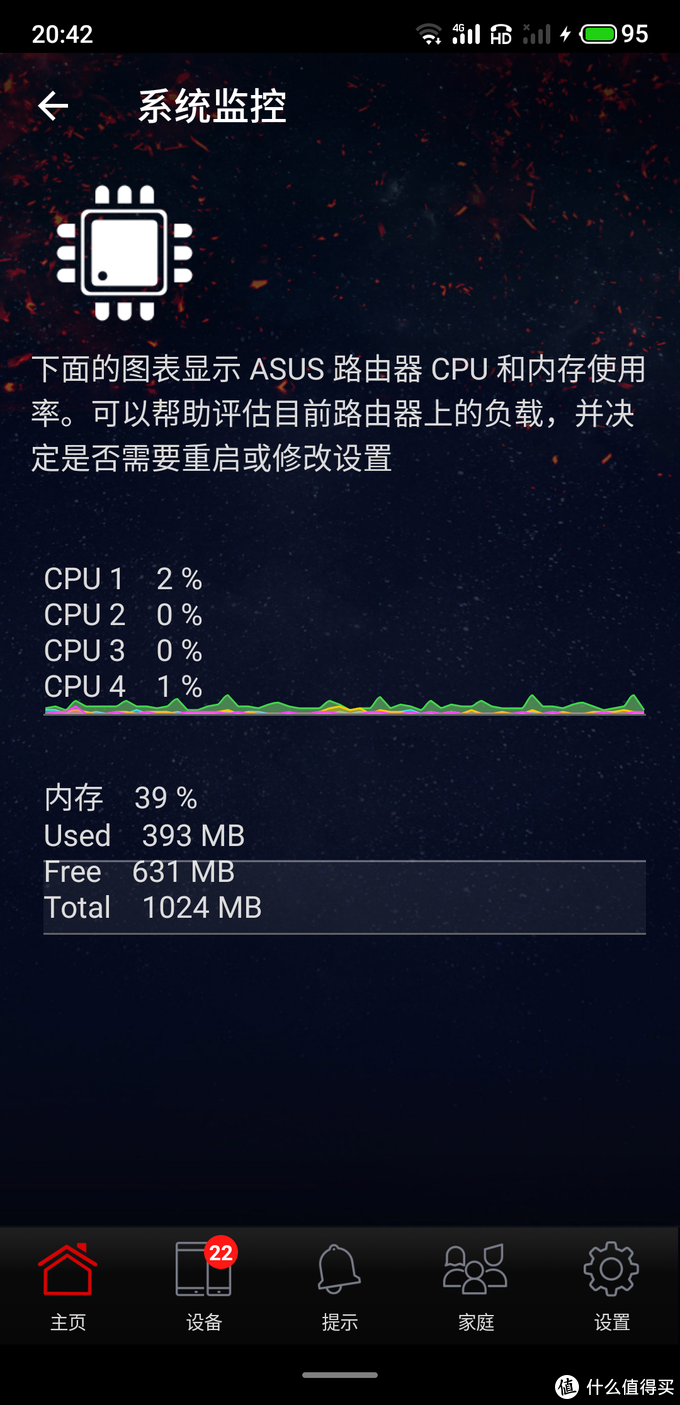 20:42
4G HD 95
系统监控
下面的图表显示 ASUS 路由器 CPU 和内存使用
率。可以帮助评估目前路由器上的负载，并决
定是否需要重启或修改设置
CPU 1 2 %
CPU 2 0 %
CPU 3 0 %
CPU 4 1 %
内存 39 %
Used 393 MB
Free 631 MB
Total 1024 MB
22
主页 设备 提示 家庭 设置
值 什么值得买